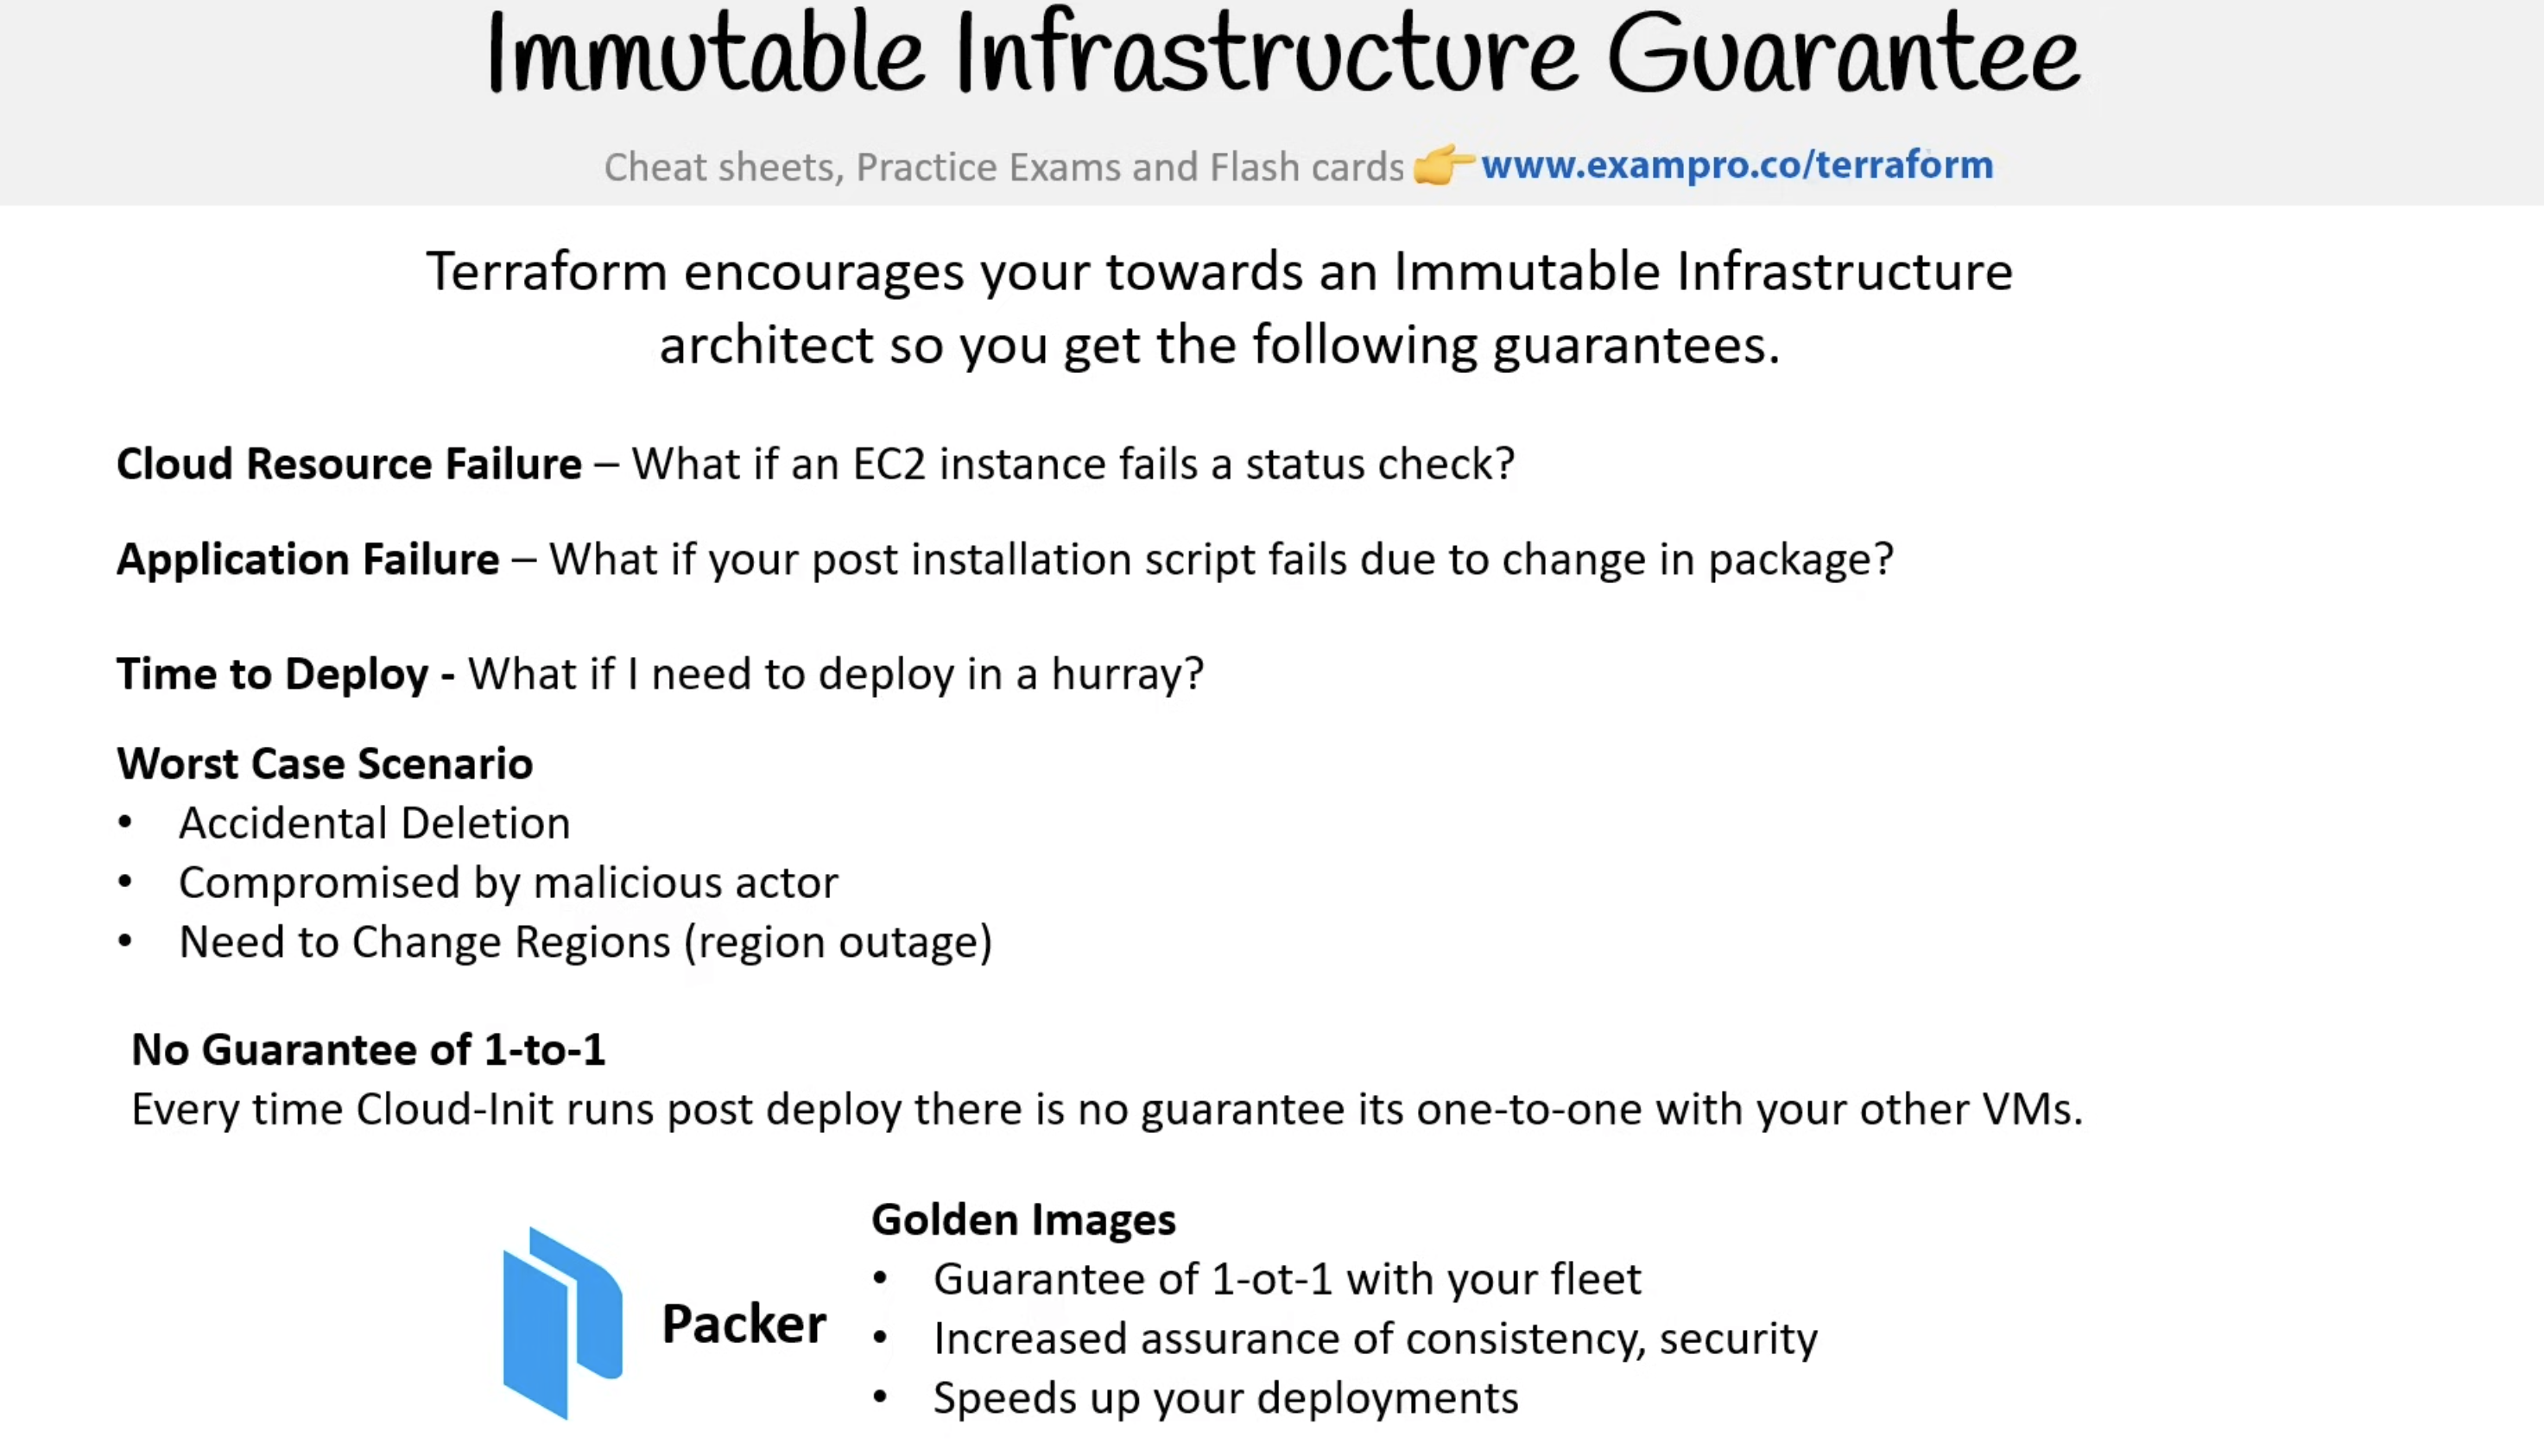 Immutable Infrastructure Guarantee
Cheat sheets, Practice Exams and Flash cards 👉 www.exampro.co/terraform
Terraform encourages your towards an Immutable Infrastructure
architect so you get the following guarantees.
Cloud Resource Failure – What if an EC2 instance fails a status check?
Application Failure – What if your post installation script fails due to change in package?
Time to Deploy - What if I need to deploy in a hurray?
Worst Case Scenario
• Accidental Deletion
• Compromised by malicious actor
• Need to Change Regions (region outage)
No Guarantee of 1-to-1
Every time Cloud-Init runs post deploy there is no guarantee its one-to-one with your other VMs.
Packer
Golden Images
• Guarantee of 1-ot-1 with your fleet
• Increased assurance of consistency, security
• Speeds up your deployments